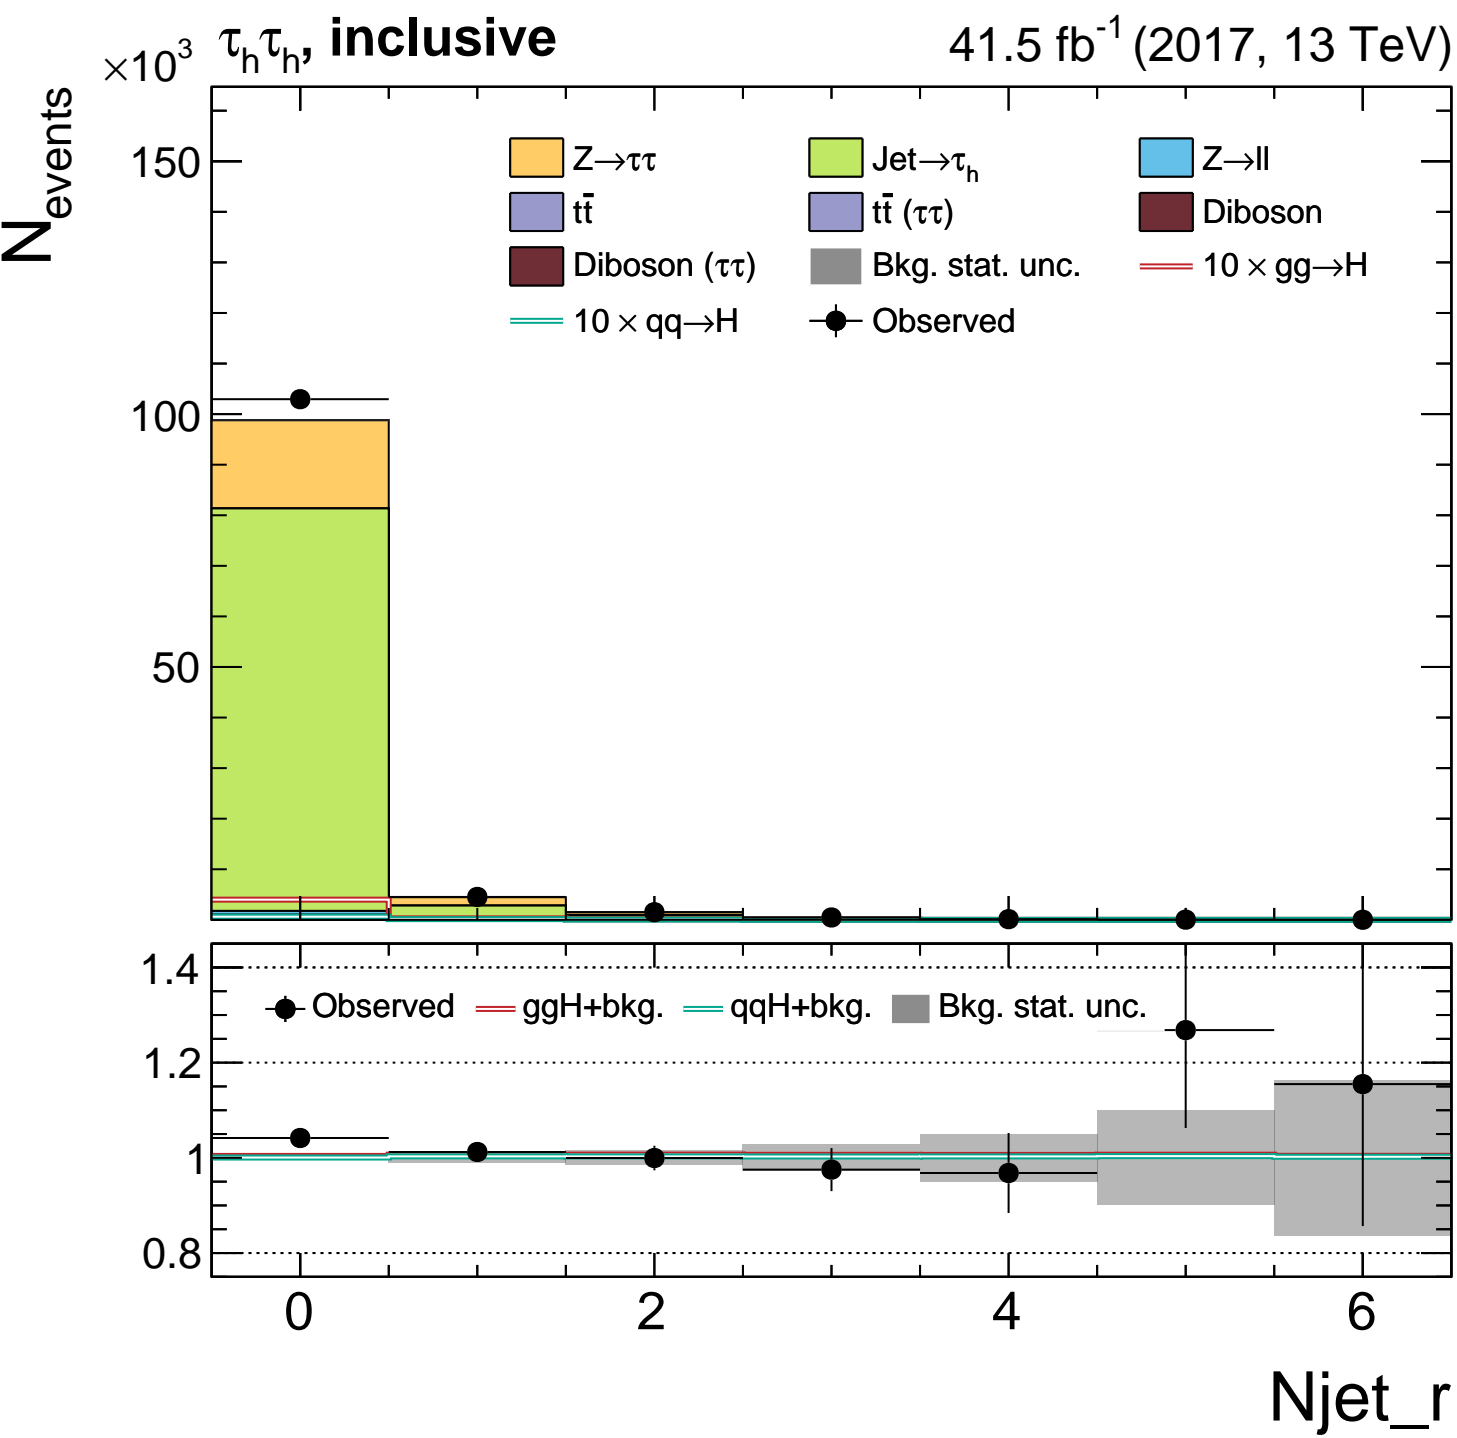 ×10³ τₕτₕ, inclusive 41.5 fb⁻¹ (2017, 13 TeV)
N_events
150
100
50
Z→ττ Jet→τₕ Z→ll
tt̄ tt̄ (ττ) Diboson
Diboson (ττ) Bkg. stat. unc. 10 × gg→H
10 × qq→H Observed
1.4
1.2
1
0.8
Observed ggH+bkg. qqH+bkg. Bkg. stat. unc.
0 2 4 6
Njet_r